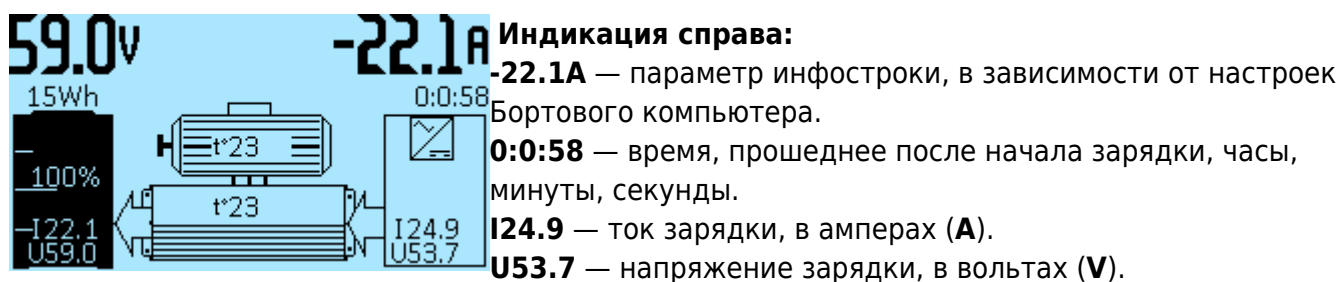 59.0V -22.1A
15Wh 0:0:58
t°23
100%
t°23
I22.1 I24.9
U59.0 U53.7
Индикация справа:
-22.1A — параметр инфостроки, в зависимости от настроек
Бортового компьютера.
0:0:58 — время, прошеднее после начала зарядки, часы,
минуты, секунды.
I24.9 — ток зарядки, в амперах (A).
U53.7 — напряжение зарядки, в вольтах (V).